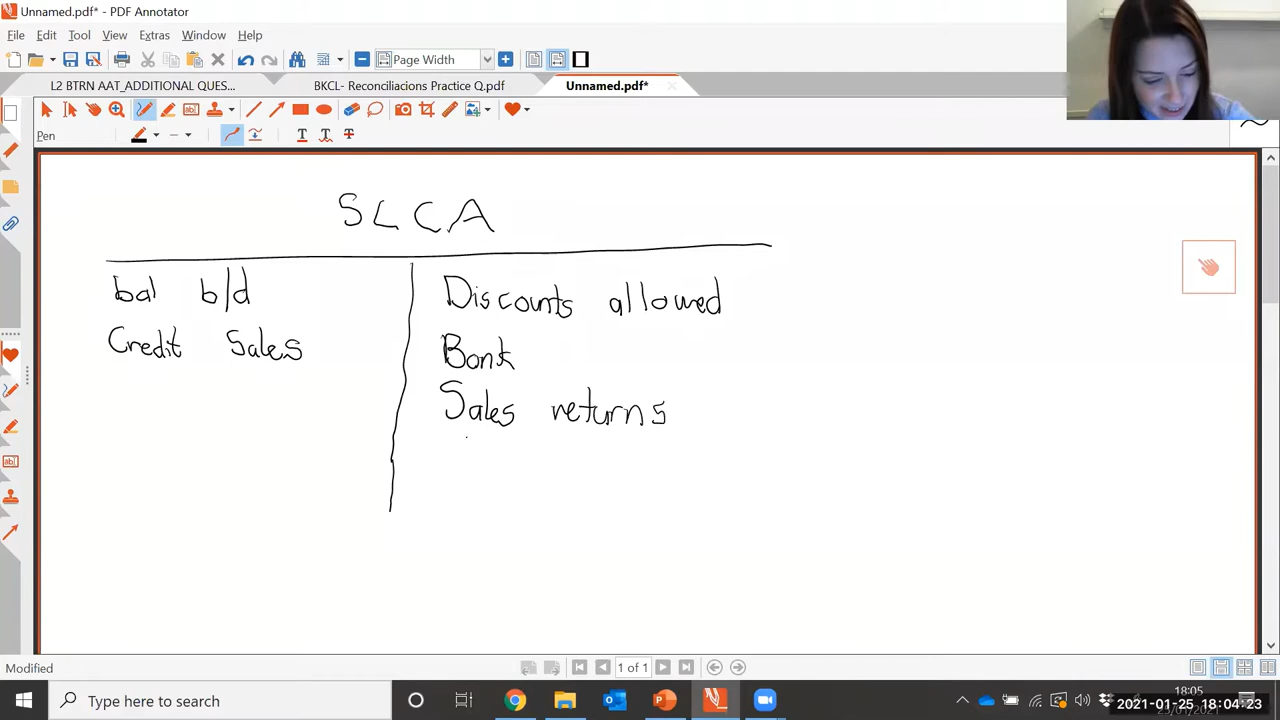 Unnamed.pdf* - PDF Annotator
File Edit Tool View Extras Window Help
Page Width
L2 BTRN AAT_ADDITIONAL QUES... BKCL- Reconciliacions Practice Q.pdf Unnamed.pdf*
Pen
SLCA
bal b/d
Credit Sales
Discounts allowed
Bank
Sales returns
Modified
1 of 1
Type here to search
18:05
2021-01-25 18:04:23